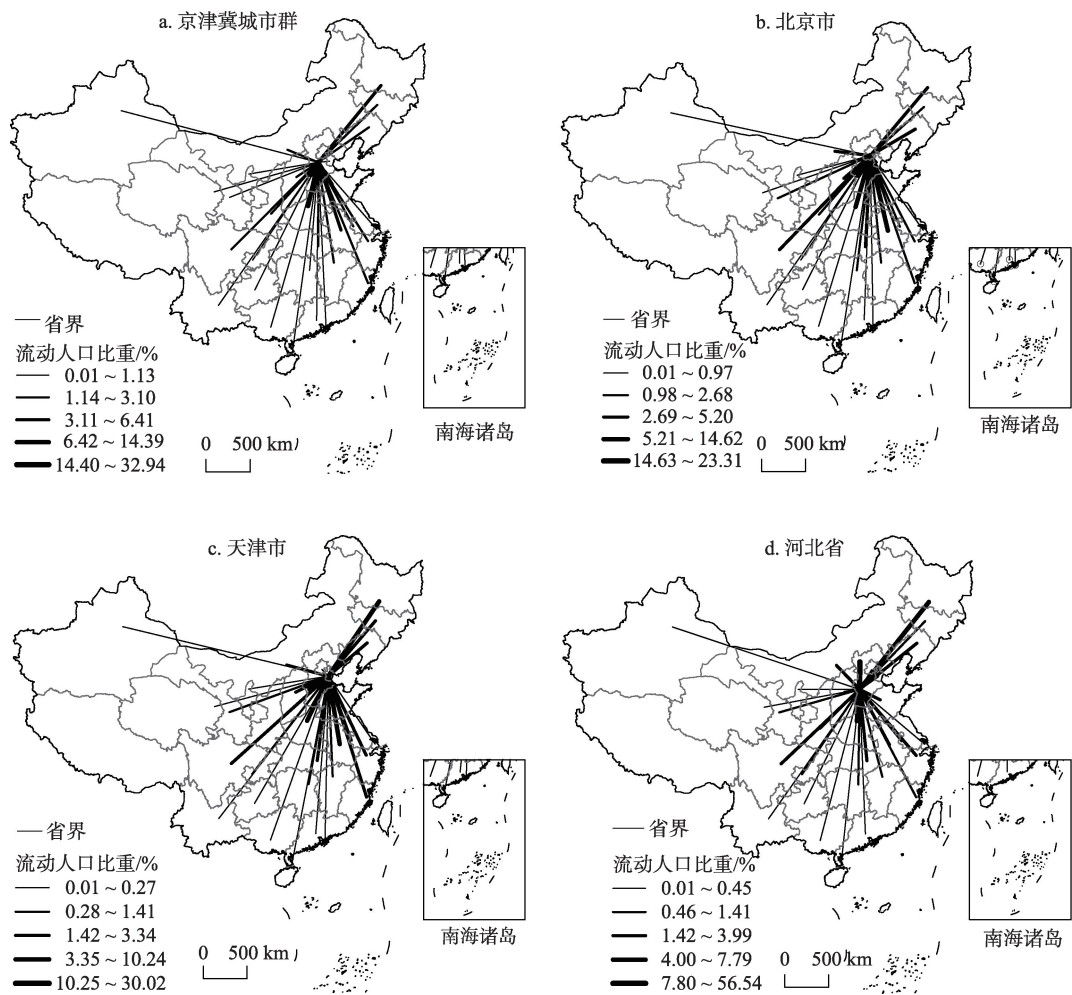 a. 京津冀城市群
省界
流动人口比重/%
0.01 ~ 1.13
1.14 ~ 3.10
3.11 ~ 6.41
6.42 ~ 14.39
14.40 ~ 32.94
0 500 km
南海诸岛
b. 北京市
省界
流动人口比重/%
0.01 ~ 0.97
0.98 ~ 2.68
2.69 ~ 5.20
5.21 ~ 14.62
14.63 ~ 23.31
0 500 km
南海诸岛
c. 天津市
省界
流动人口比重/%
0.01 ~ 0.27
0.28 ~ 1.41
1.42 ~ 3.34
3.35 ~ 10.24
10.25 ~ 30.02
0 500 km
南海诸岛
d. 河北省
省界
流动人口比重/%
0.01 ~ 0.45
0.46 ~ 1.41
1.42 ~ 3.99
4.00 ~ 7.79
7.80 ~ 56.54
0 500 km
南海诸岛